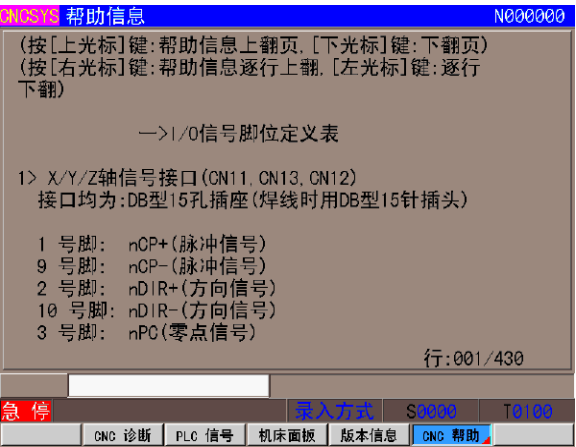 CNCSYS 帮助信息 N000000
(按[上光标]键:帮助信息上翻页,[下光标]键:下翻页)
(按[右光标]键:帮助信息逐行上翻,[左光标]键:逐行
下翻)
—>I/O信号脚位定义表
1> X/Y/Z轴信号接口(CN11,CN13,CN12)
接口均为:DB型15孔插座(焊线时用DB型15针插头)
1 号脚: nCP+(脉冲信号)
9 号脚: nCP-(脉冲信号)
2 号脚: nDIR+(方向信号)
10 号脚: nDIR-(方向信号)
3 号脚: nPC(零点信号)
行:001/430
急 停 录入方式 S0000 T0100
CNC 诊断 PLC 信号 机床面板 版本信息 CNC 帮助